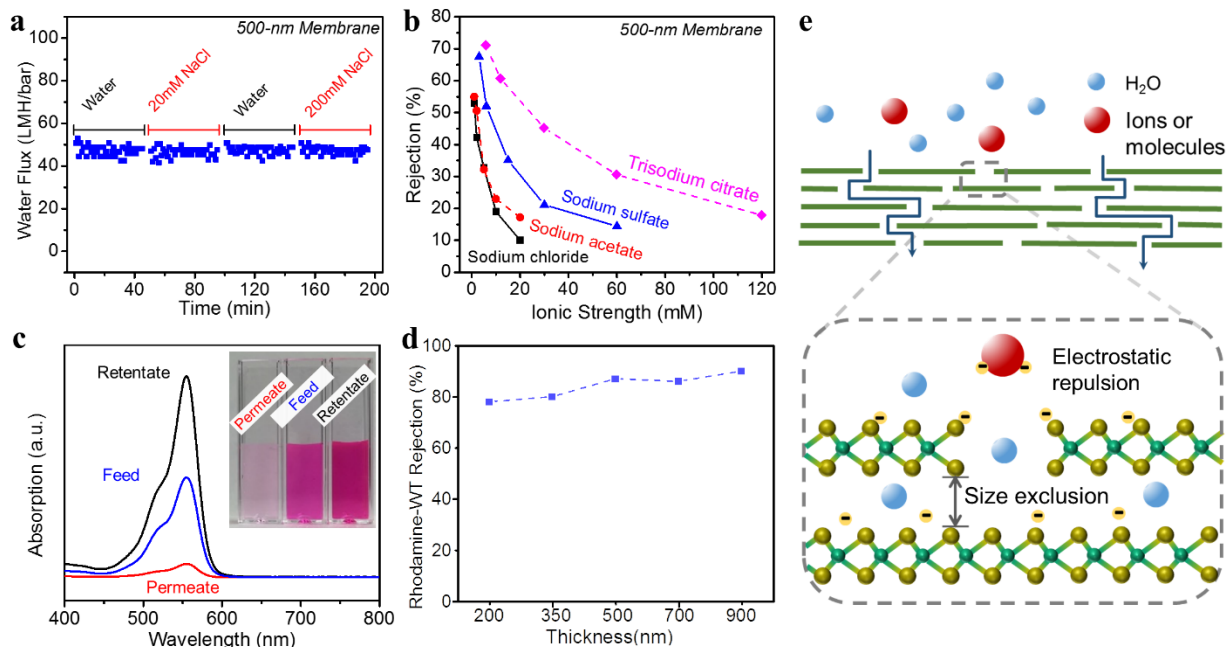 a
500-nm Membrane
Water Flux (LMH/bar)
100
80
60
40
20
0
Water
20mM NaCl
Water
200mM NaCl
0 40 80 120 160 200
Time (min)
b
500-nm Membrane
Rejection (%)
80
70
60
50
40
30
20
10
0
Trisodium citrate
Sodium sulfate
Sodium acetate
Sodium chloride
0 20 40 60 80 100 120
Ionic Strength (mM)
c
Absorption (a.u.)
Retentate
Feed
Permeate
Permeate
Feed
Retentate
400 500 600 700 800
Wavelength (nm)
d
Rhodamine-WT Rejection (%)
100
80
60
40
20
0
200 350 500 700 900
Thickness(nm)
e
H₂O
Ions or
molecules
Electrostatic
repulsion
Size exclusion